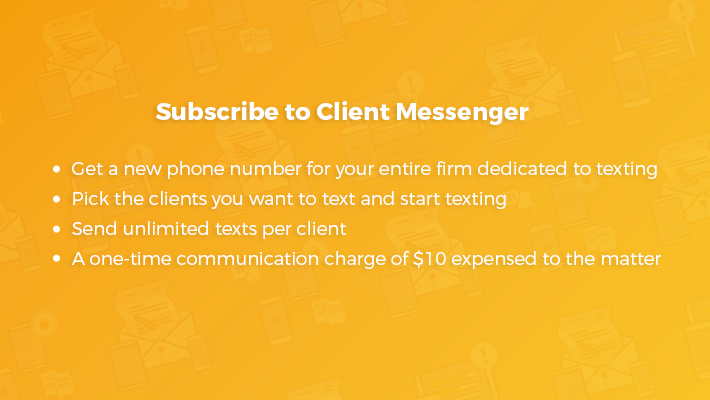 Subscribe to Client Messenger
• Get a new phone number for your entire firm dedicated to texting
• Pick the clients you want to text and start texting
• Send unlimited texts per client
• A one-time communication charge of $10 expensed to the matter